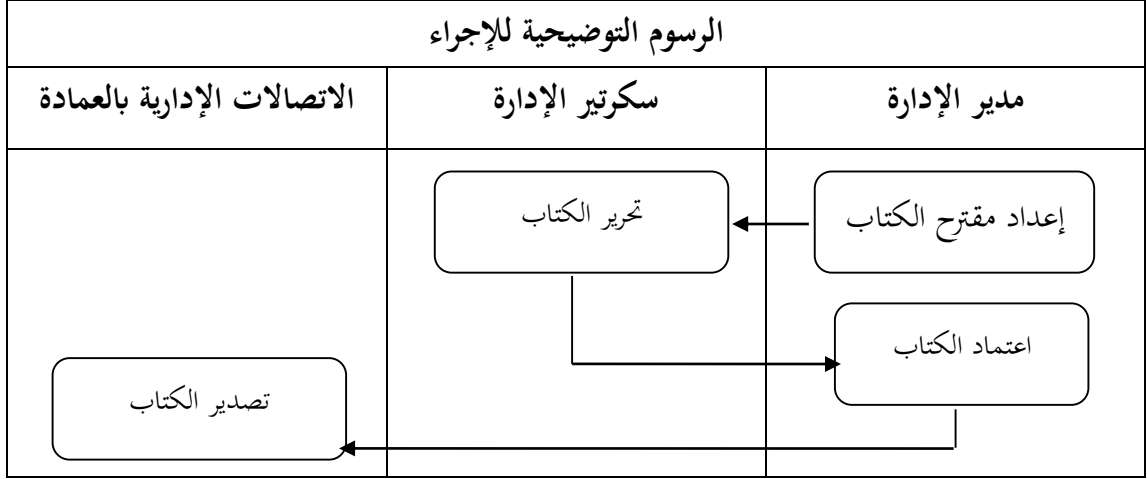 الرسوم التوضيحية للإجراء
مدير الإدارة
سكرتير الإدارة
الاتصالات الإدارية بالعمادة
إعداد مقترح الكتاب
تحرير الكتاب
اعتماد الكتاب
تصدير الكتاب